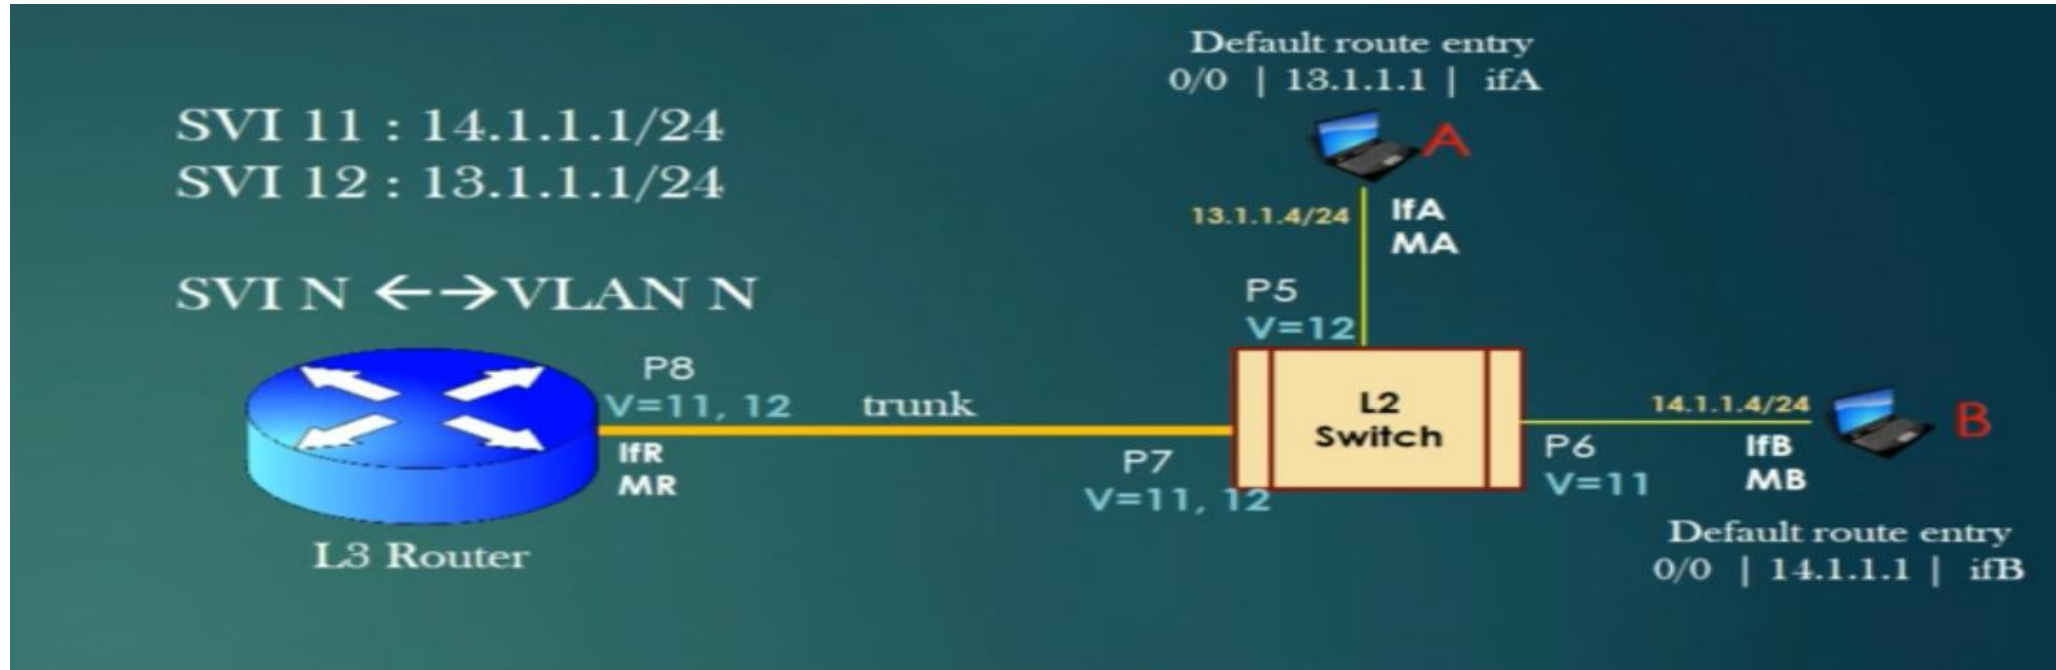 Default route entry
0/0 | 13.1.1.1 | ifA
SVI 11 : 14.1.1.1/24
SVI 12 : 13.1.1.1/24
A
13.1.1.4/24
IfA
MA
SVI N ←→VLAN N
P5
V=12
P8
V=11, 12
trunk
IfR
MR
L2
Switch
P7
V=11, 12
14.1.1.4/24
B
P6
V=11
IfB
MB
L3 Router
Default route entry
0/0 | 14.1.1.1 | ifB